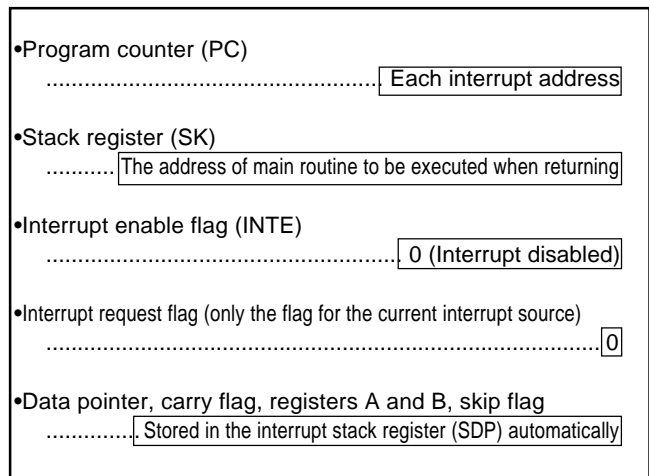 •Program counter (PC)
............................................... Each interrupt address
•Stack register (SK)
........... The address of main routine to be executed when returning
•Interrupt enable flag (INTE)
.................................................. 0 (Interrupt disabled)
•Interrupt request flag (only the flag for the current interrupt source)
............................................................................ 0
•Data pointer, carry flag, registers A and B, skip flag
.............. Stored in the interrupt stack register (SDP) automatically